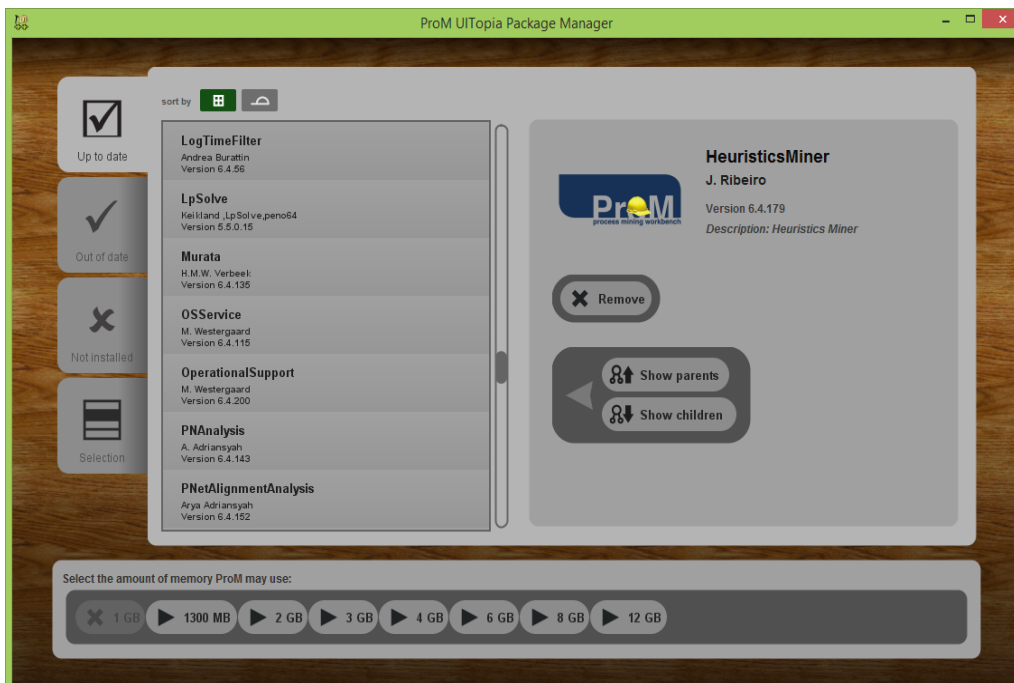 ProM UITopia Package Manager
sort by
Up to date
Out of date
Not installed
Selection
LogTimeFilter
Andrea Burattin
Version 6.4.56
LpSolve
Keikland ,LpSolve,peno64
Version 5.5.0.15
Murata
H.M.W. Verbeek
Version 6.4.135
OSService
M. Westergaard
Version 6.4.115
OperationalSupport
M. Westergaard
Version 6.4.200
PNAnalysis
A. Adriansyah
Version 6.4.143
PNetAlignmentAnalysis
Arya Adriansyah
Version 6.4.152
ProM
process mining workbench
HeuristicsMiner
J. Ribeiro
Version 6.4.179
Description: Heuristics Miner
Remove
Show parents
Show children
Select the amount of memory ProM may use:
1 GB 1300 MB 2 GB 3 GB 4 GB 6 GB 8 GB 12 GB